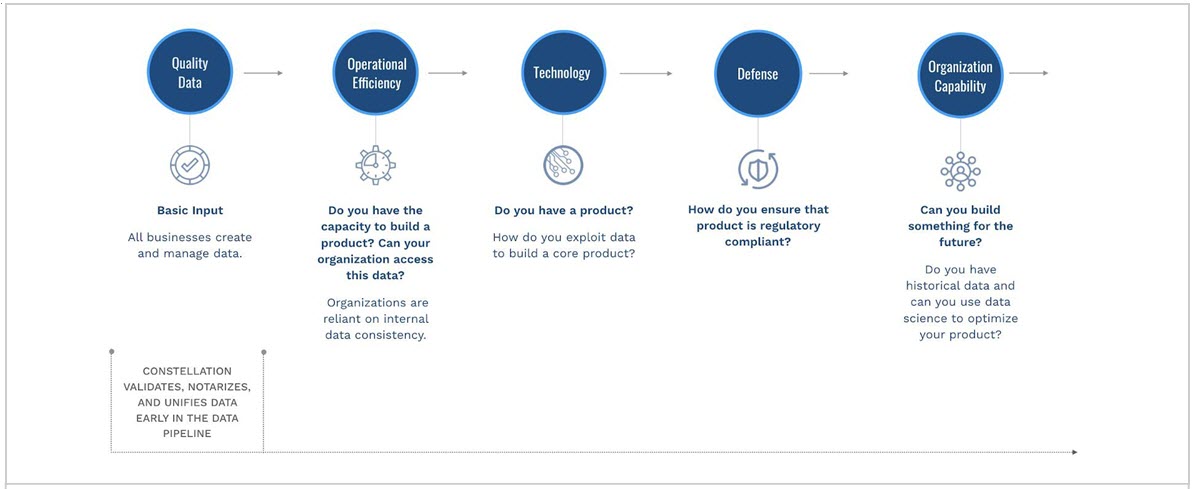 Quality
Data
Operational
Efficiency
Technology
Defense
Organization
Capability
Basic Input
All businesses create
and manage data.
Do you have the
capacity to build a
product? Can your
organization access
this data?
Organizations are
reliant on internal
data consistency.
Do you have a product?
How do you exploit data
to build a core product?
How do you ensure that
product is regulatory
compliant?
Can you build
something for the
future?
Do you have
historical data and
can you use data
science to optimize
your product?
CONSTELLATION
VALIDATES, NOTARIZES,
AND UNIFIES DATA
EARLY IN THE DATA
PIPELINE